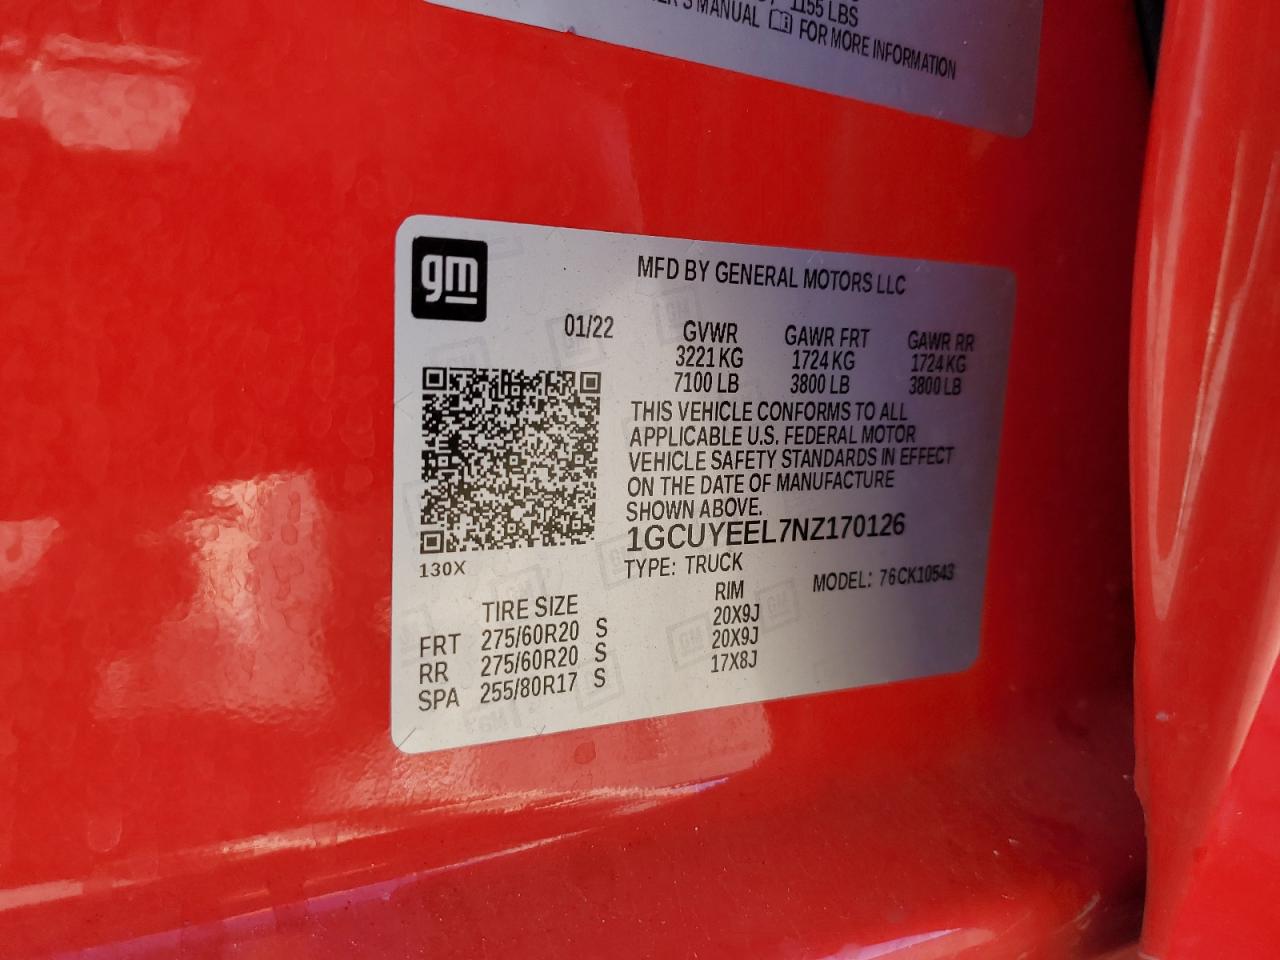 1155 LBS
MANUAL FOR MORE INFORMATION
gm
MFD BY GENERAL MOTORS LLC
01/22
GVWR GAWR FRT GAWR RR
3221 KG 1724 KG 1724 KG
7100 LB 3800 LB 3800 LB
THIS VEHICLE CONFORMS TO ALL
APPLICABLE U.S. FEDERAL MOTOR
VEHICLE SAFETY STANDARDS IN EFFECT
ON THE DATE OF MANUFACTURE
SHOWN ABOVE.
1GCUYEEL7NZ170126
130X
TYPE: TRUCK MODEL: 76CK10543
TIRE SIZE RIM
FRT 275/60R20 S 20X9J
RR 275/60R20 S 20X9J
SPA 255/80R17 S 17X8J